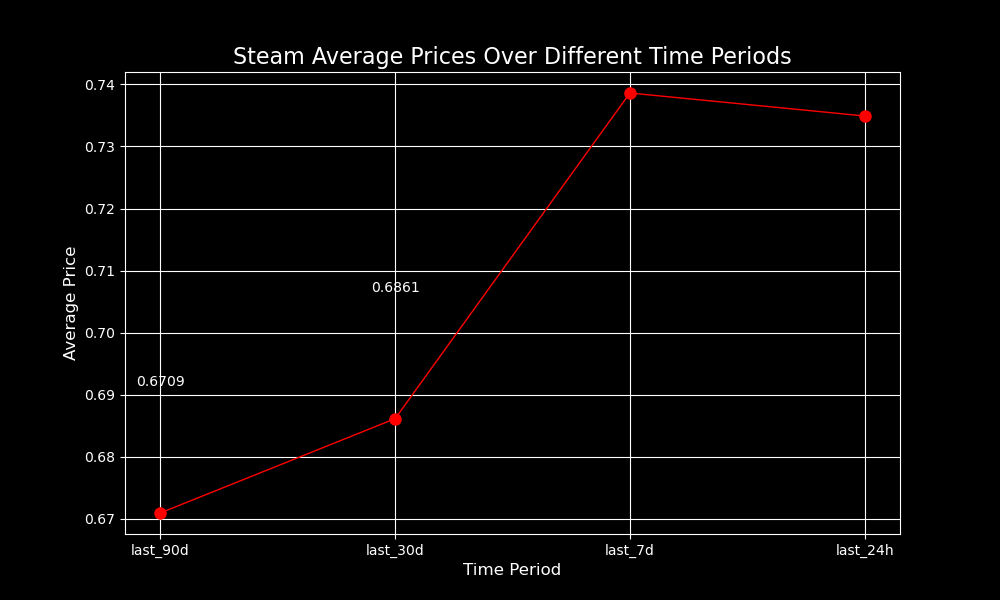 Steam Average Prices Over Different Time Periods
0.74
0.73
0.72
0.71
0.70
0.69
0.68
0.67
Average Price
0.6861
0.6709
last_90d
last_30d
last_7d
last_24h
Time Period